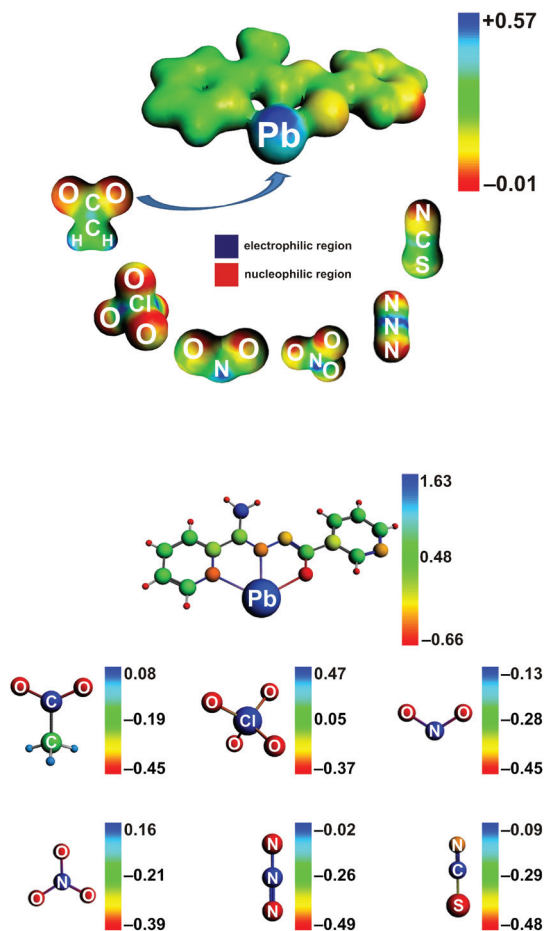 +0.57
Pb
–0.01
O O
C
C
H H
N
C
S
electrophilic region
nucleophilic region
O
Cl
O
O
N
N
N
O O
N
O
O N
O
1.63
0.48
Pb
–0.66
O C O
C
0.08
–0.19
–0.45
O O
Cl
O O
0.47
0.05
–0.37
O O
N
–0.13
–0.28
–0.45
O
N
O O
0.16
–0.21
–0.39
N
N
N
–0.02
–0.26
–0.49
N
C
S
–0.09
–0.29
–0.48